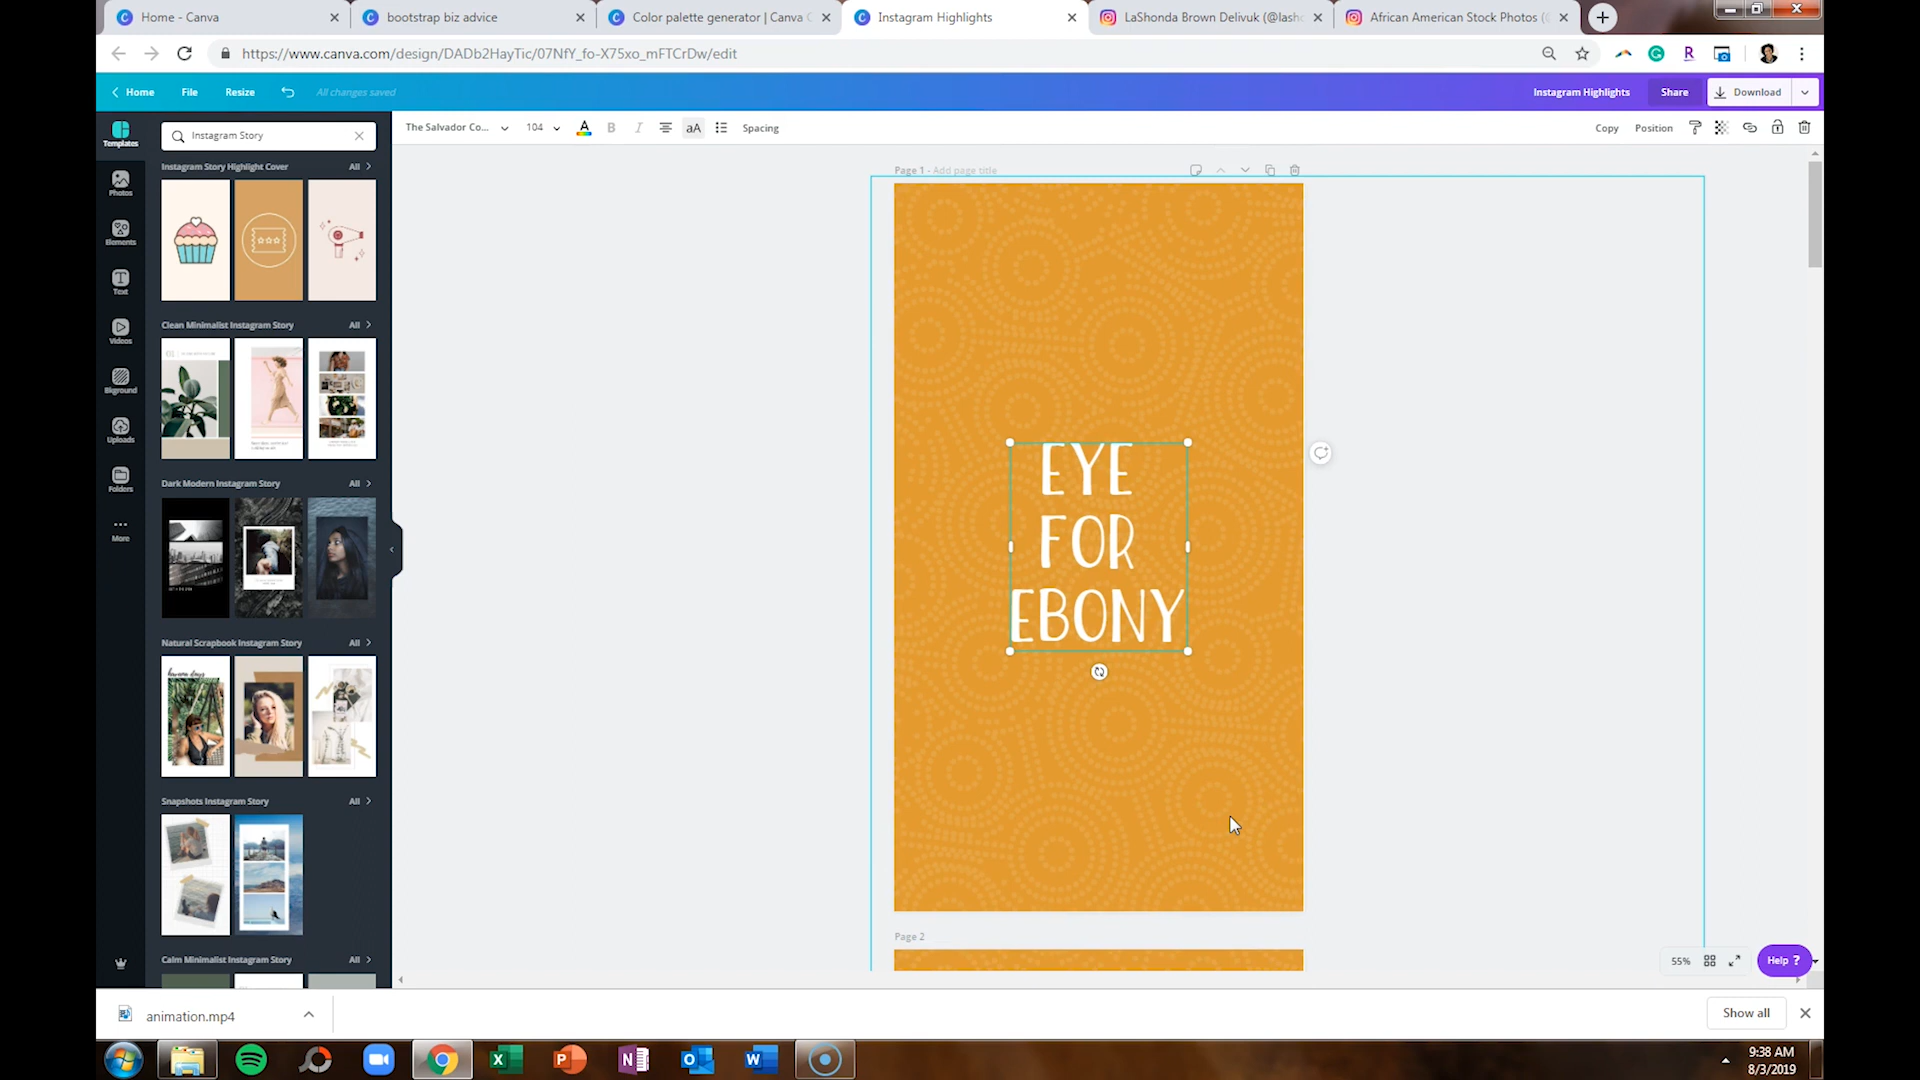 Home - Canva
bootstrap biz advice
Color palette generator | Canva
Instagram Highlights
LaShonda Brown Delivuk (@lash
African American Stock Photos (
https://www.canva.com/design/DADb2HayTic/07NfY_fo-X75xo_mFTCrDw/edit
Home
File
Resize
All changes saved
Instagram Highlights
Share
Download
Templates
Photos
Elements
Text
Videos
Bkground
Uploads
Folders
More
Instagram Story
Instagram Story Highlight Cover
All
Clean Minimalist Instagram Story
All
Dark Modern Instagram Story
All
Natural Scrapbook Instagram Story
All
Snapshots Instagram Story
All
Calm Minimalist Instagram Story
All
The Salvador Co...
104
A
B
I
aA
Spacing
Copy
Position
Page 1 - Add page title
EYE
FOR
EBONY
Page 2
55%
Help ?
animation.mp4
Show all
9:38 AM
8/3/2019